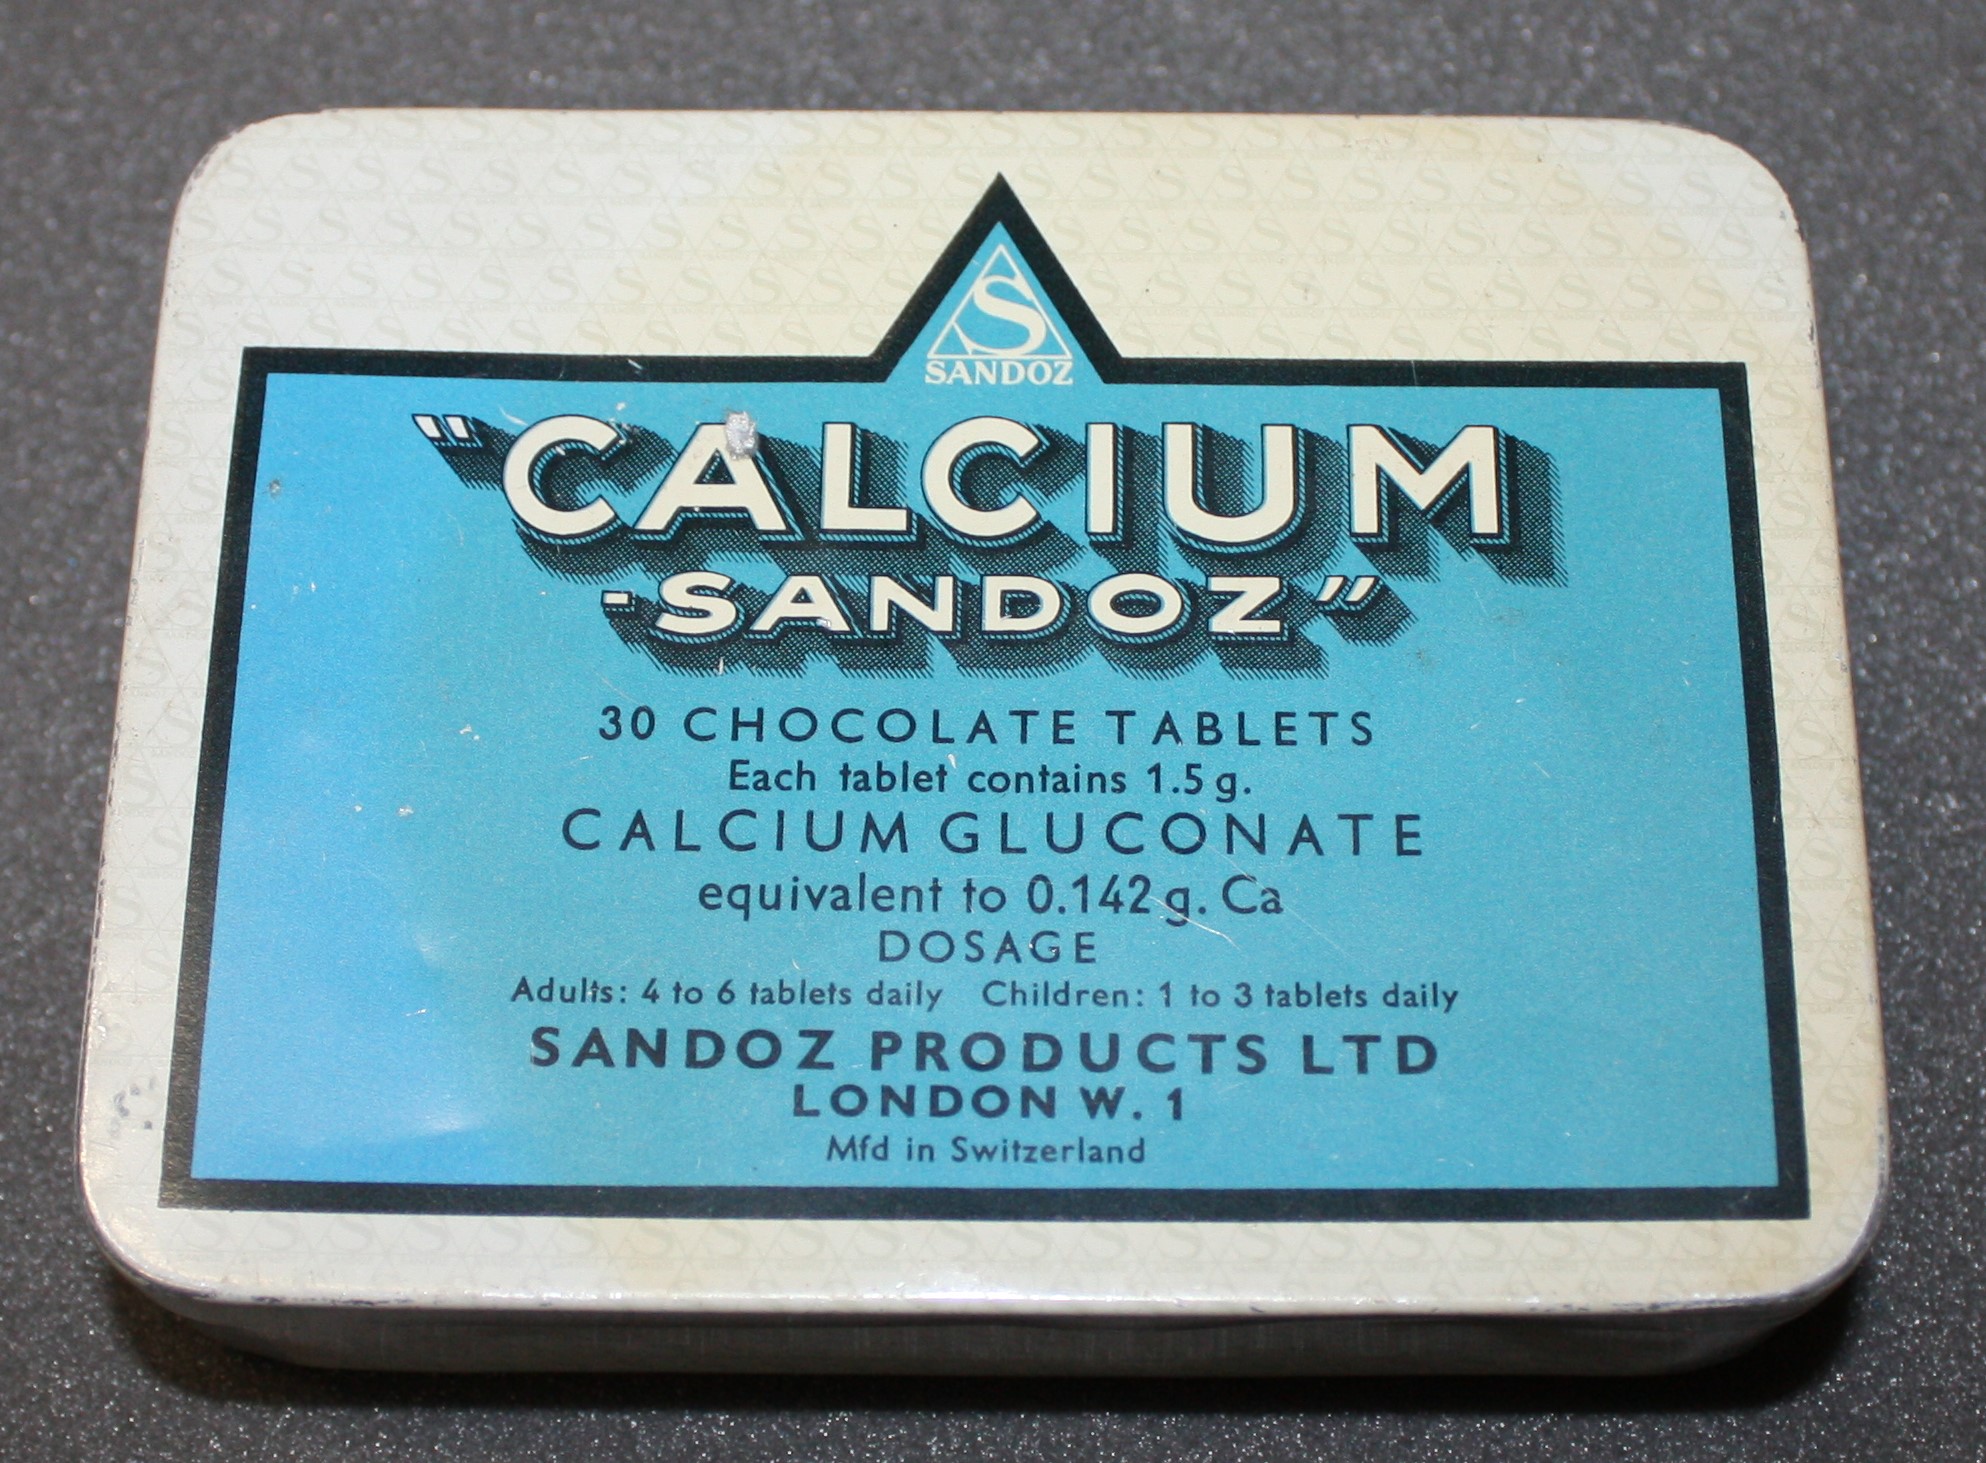 S
SANDOZ
"CALCIUM
-SANDOZ"
30 CHOCOLATE TABLETS
Each tablet contains 1.5 g.
CALCIUM GLUCONATE
equivalent to 0.142 g. Ca
DOSAGE
Adults: 4 to 6 tablets daily Children: 1 to 3 tablets daily
SANDOZ PRODUCTS LTD
LONDON W. 1
Mfd in Switzerland